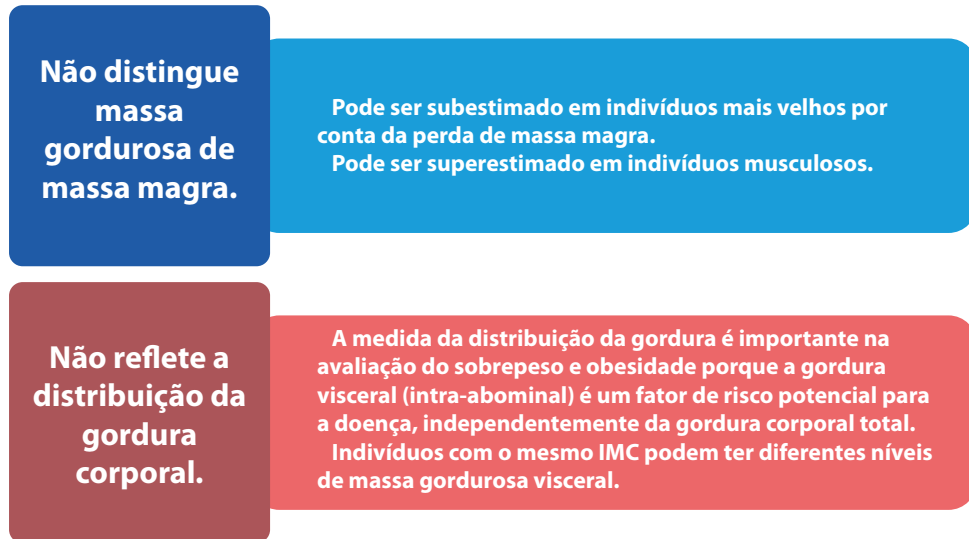 Não distingue
massa
gordurosa de
massa magra.
Pode ser subestimado em indivíduos mais velhos por
conta da perda de massa magra.
Pode ser superestimado em indivíduos musculosos.
Não reflete a
distribuição da
gordura
corporal.
A medida da distribuição da gordura é importante na
avaliação do sobrepeso e obesidade porque a gordura
visceral (intra-abdominal) é um fator de risco potencial para
a doença, independentemente da gordura corporal total.
Indivíduos com o mesmo IMC podem ter diferentes níveis
de massa gordurosa visceral.